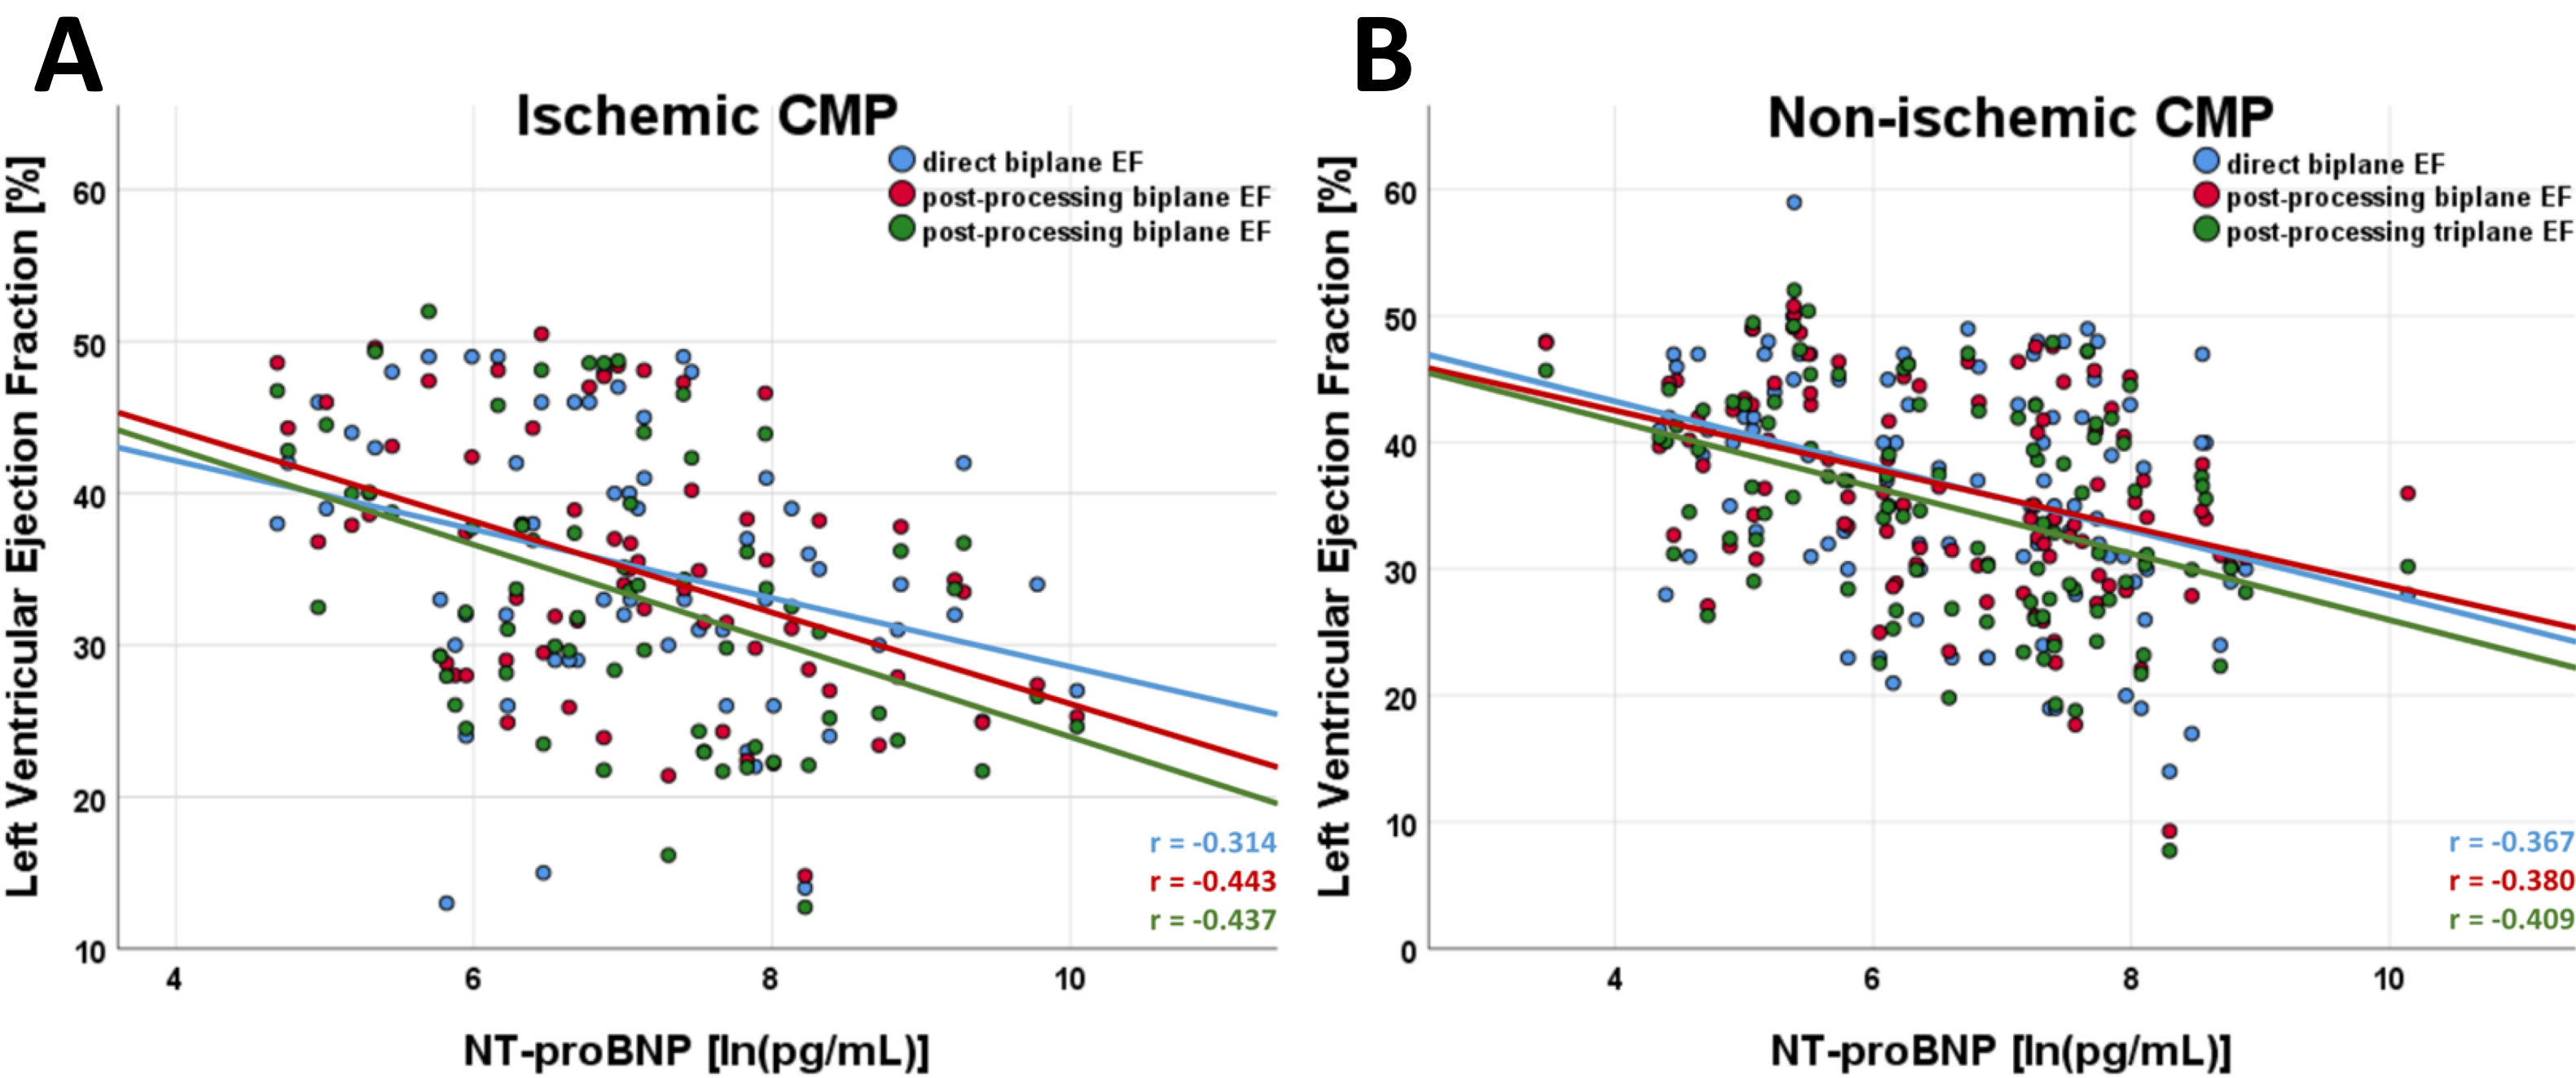 A
Ischemic CMP
direct biplane EF
post-processing biplane EF
post-processing biplane EF
Left Ventricular Ejection Fraction [%]
60
50
40
30
20
10
4
6
8
10
r = -0.314
r = -0.443
r = -0.437
NT-proBNP [ln(pg/mL)]
B
Non-ischemic CMP
direct biplane EF
post-processing biplane EF
post-processing triplane EF
Left Ventricular Ejection Fraction [%]
60
50
40
30
20
10
0
4
6
8
10
r = -0.367
r = -0.380
r = -0.409
NT-proBNP [ln(pg/mL)]